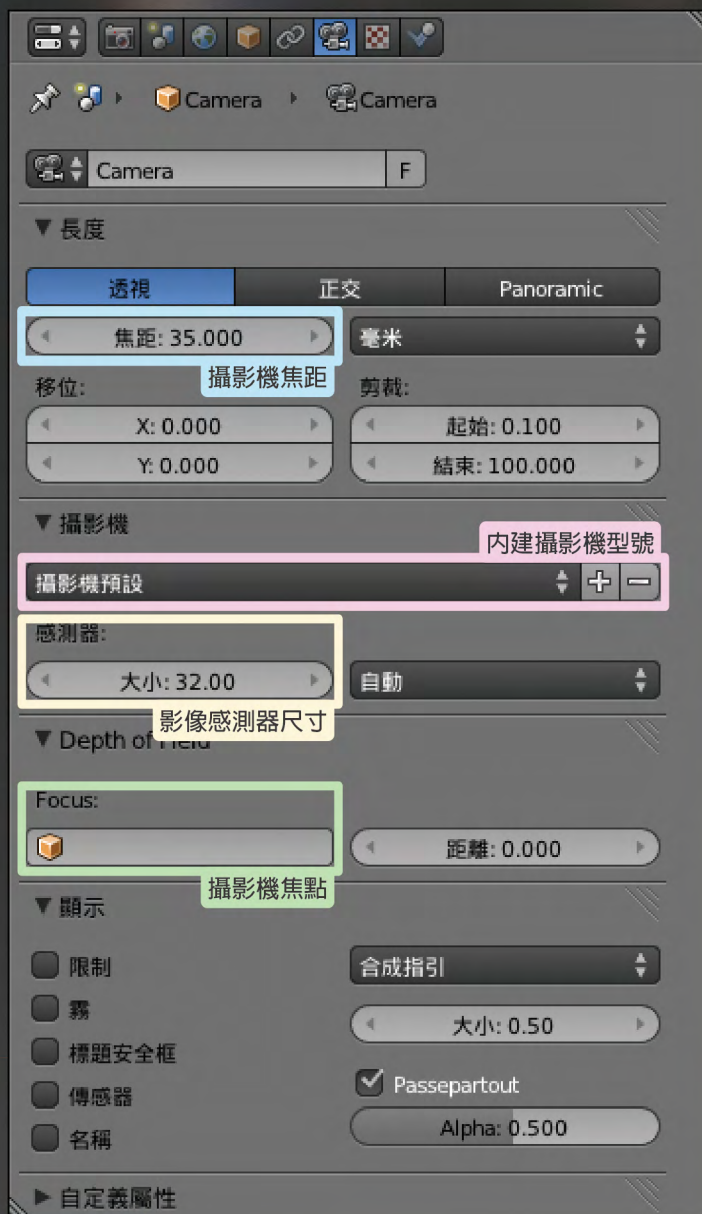 Camera Camera
Camera F
長度
透視 正交 Panoramic
焦距: 35.000 毫米
攝影機焦距
移位: 剪裁:
X: 0.000 起始: 0.100
Y: 0.000 結束: 100.000
攝影機
內建攝影機型號
攝影機預設
感測器:
大小: 32.00 自動
影像感測器尺寸
Depth of Field
Focus:
距離: 0.000
攝影機焦點
顯示
限制 合成指引
霧 大小: 0.50
標題安全框
傳感器 Passepartout
名稱 Alpha: 0.500
自定義屬性